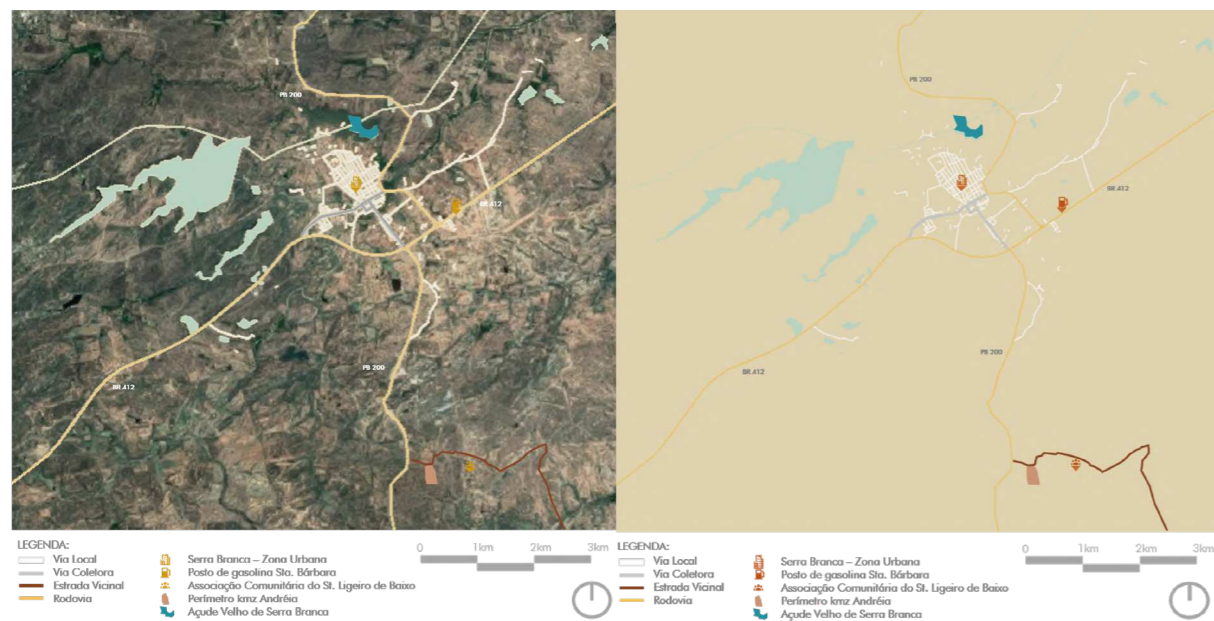 PB 200
BR 412
PB 200
BR 412
LEGENDA:
Via Local
Via Coletora
Estrada Vicinal
Rodovia
Serra Branca – Zona Urbana
Posto de gasolina Sta. Bárbara
Associação Comunitária do St. Ligeiro de Baixo
Perímetro kmz Andréia
Açude Velho de Serra Branca
0 1km 2km 3km
PB 200
BR 412
PB 200
BR 412
LEGENDA:
Via Local
Via Coletora
Estrada Vicinal
Rodovia
Serra Branca – Zona Urbana
Posto de gasolina Sta. Bárbara
Associação Comunitária do St. Ligeiro de Baixo
Perímetro kmz Andréia
Açude Velho de Serra Branca
0 1km 2km 3km